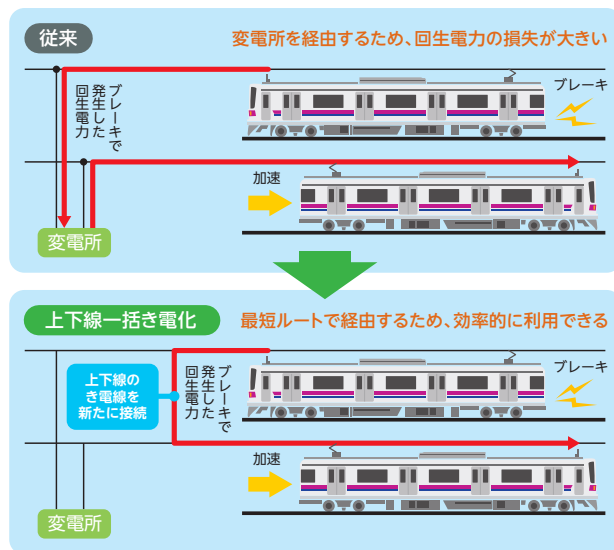 従来
変電所を経由するため、回生電力の損失が大きい
ブレーキで
発生した
回生電力
ブレーキ
加速
変電所
上下線一括き電化
最短ルートで経由するため、効率的に利用できる
上下線の
き電線を
新たに接続
ブレーキで
発生した
回生電力
ブレーキ
加速
変電所